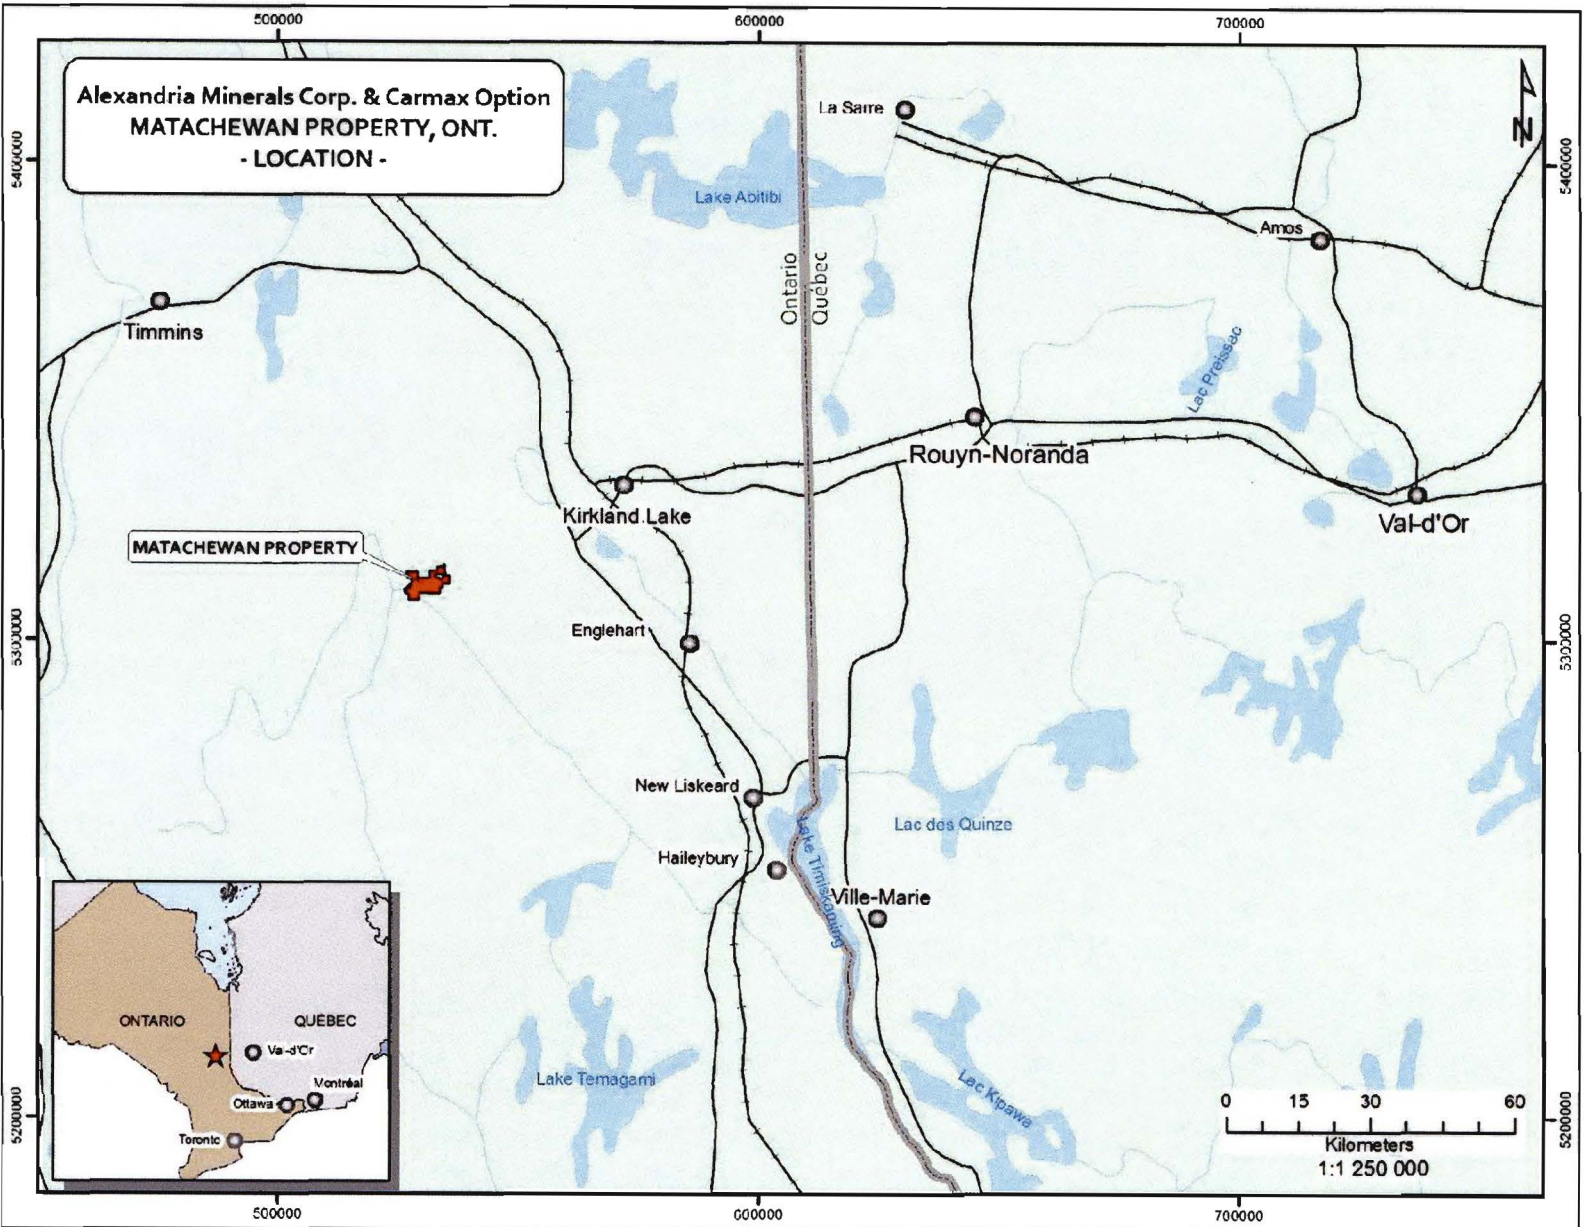 500000
600000
700000
Alexandria Minerals Corp. & Carmax Option
MATACHEWAN PROPERTY, ONT.
- LOCATION -
5400000
5400000
N
La Sarre
Lake Abitibi
Amos
Ontario
Québec
Timmins
Lac Preissac
Rouyn-Noranda
Kirkland Lake
Val-d'Or
MATACHEWAN PROPERTY
Englehart
5300000
5300000
New Liskeard
Lac des Quinze
Haileybury
Lake Timiskaming
Ville-Marie
ONTARIO
QUÉBEC
Val-d'Or
Montréal
Ottawa
Toronto
Lake Temagami
Lac Kipawa
5200000
5200000
0 15 30 60
Kilometers
1:1 250 000
500000
600000
700000